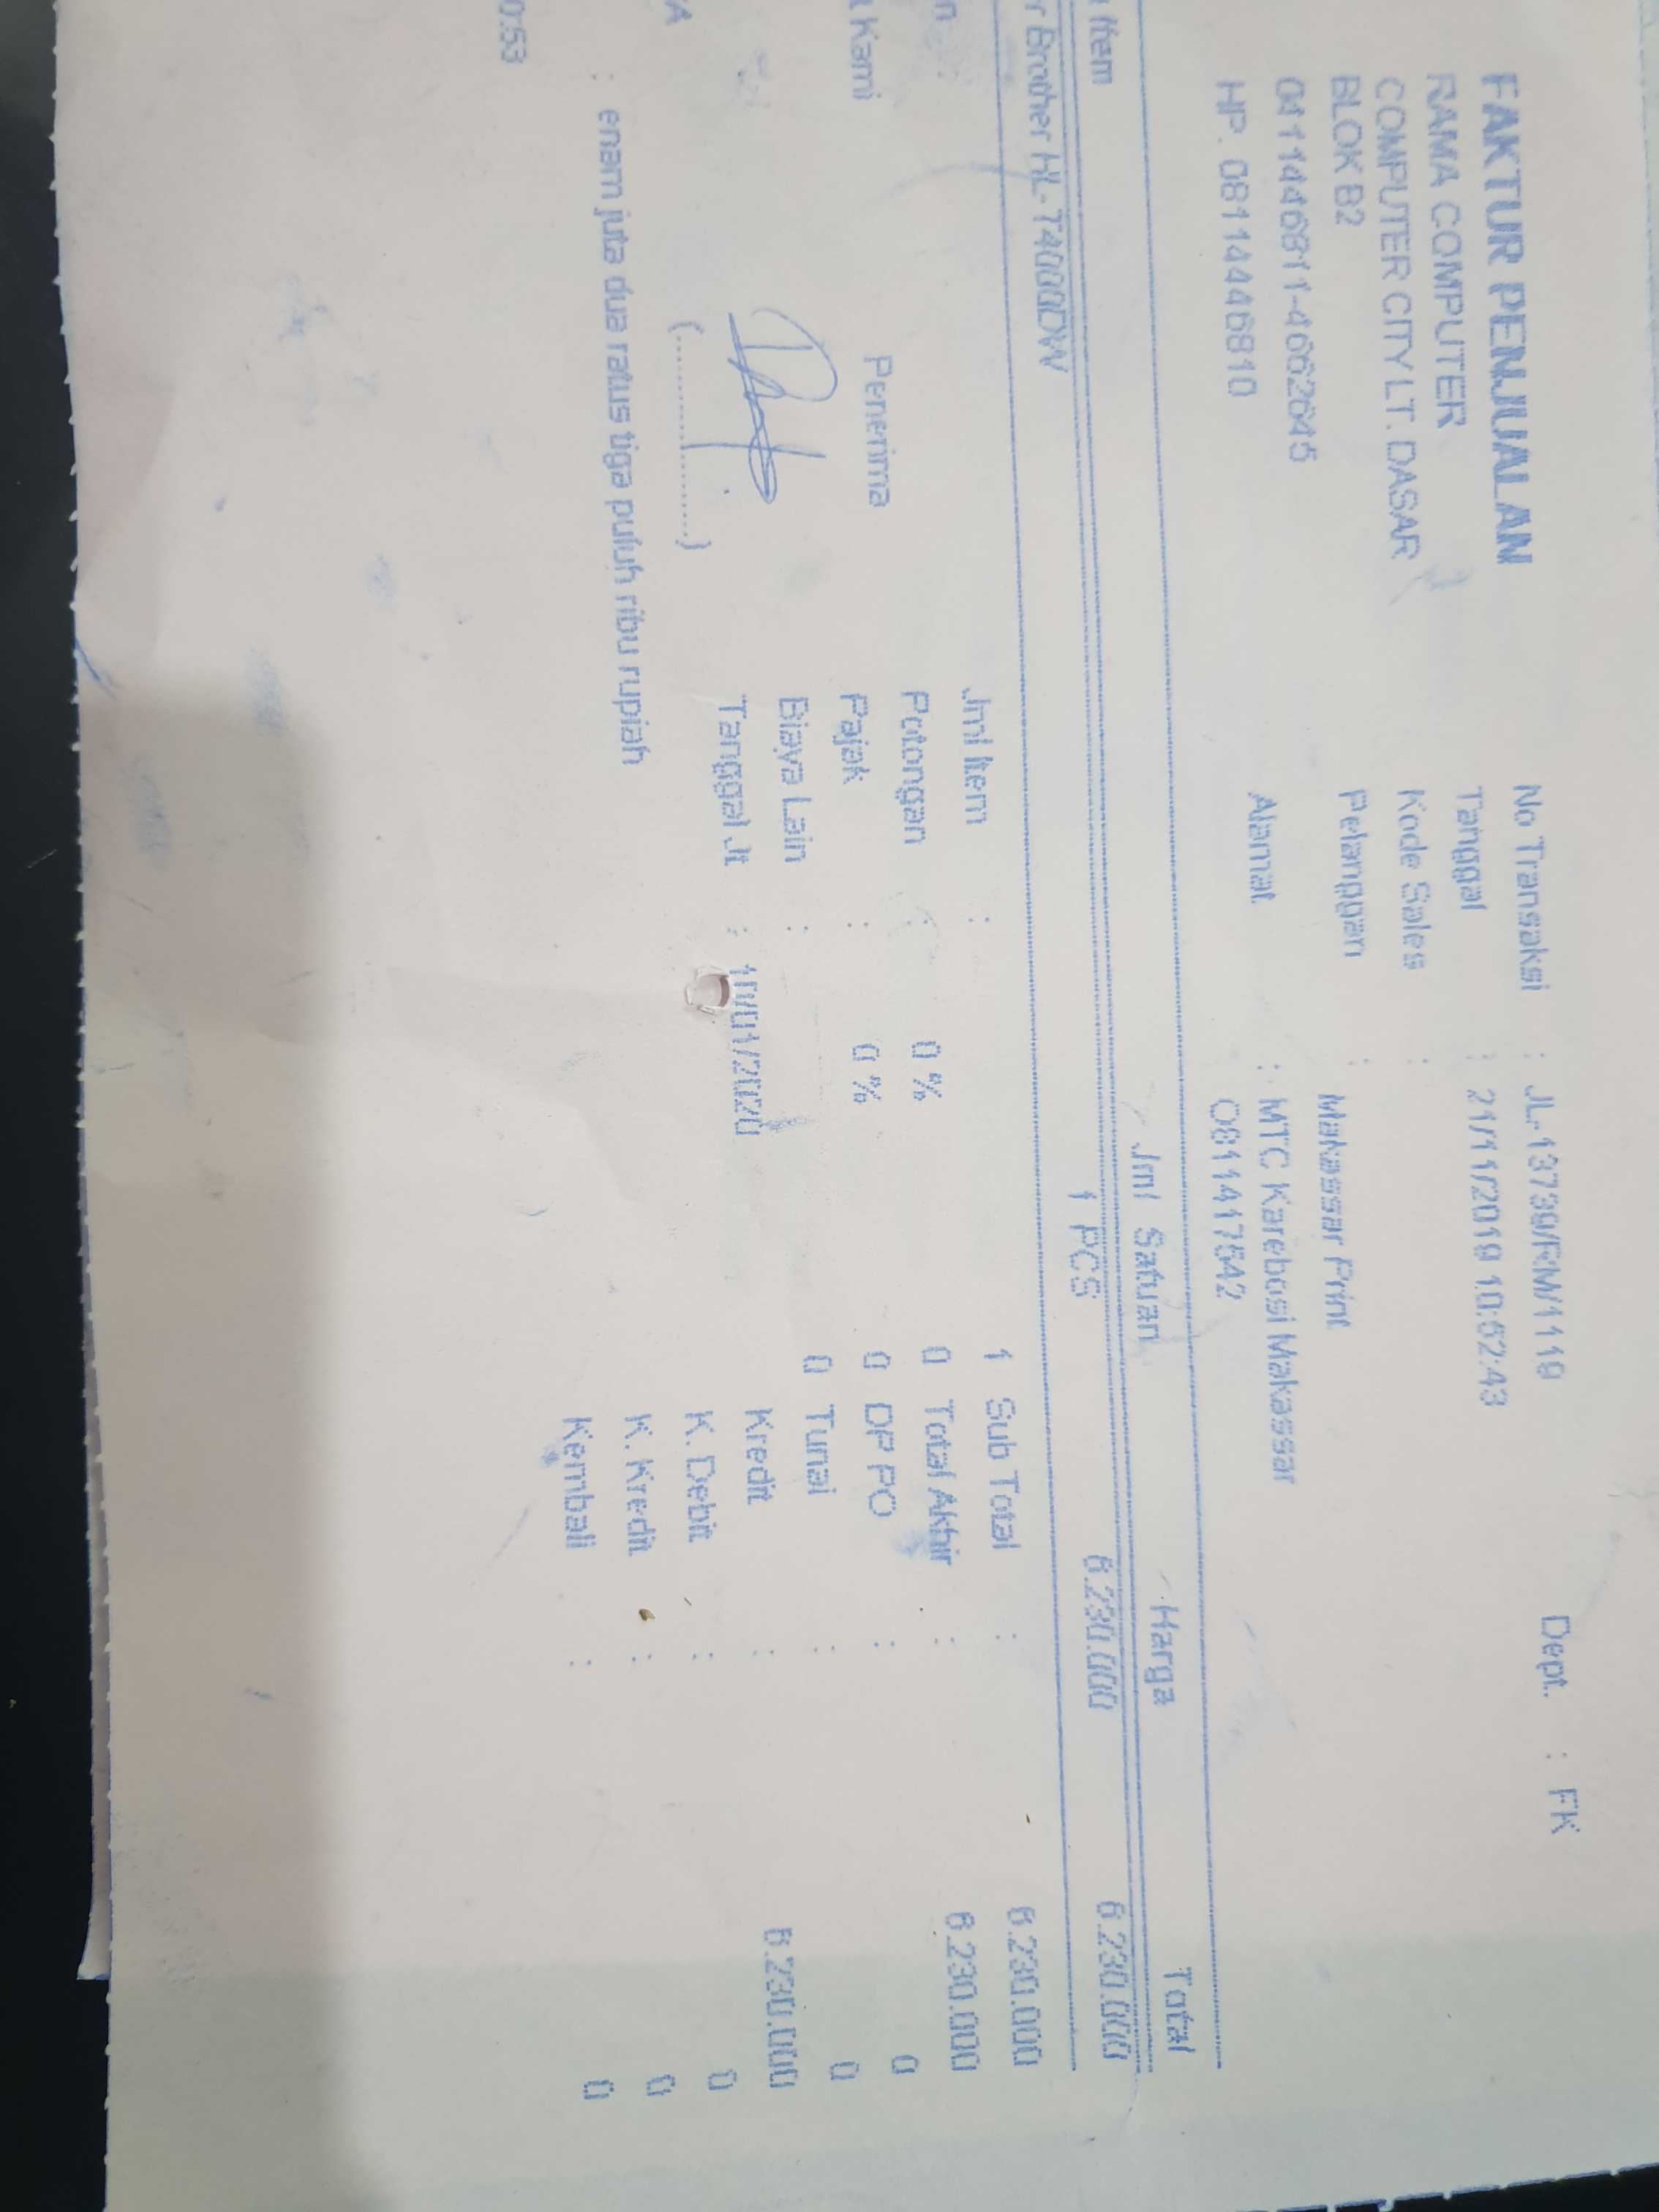 FAKTUR PENJUALAN
RAMA COMPUTER
COMPUTER CITY LT. DASAR
BLOK B2
04114468 11-4662645
HP. 08114446810
No Transaksi : JL-13739/RM/1119
Tanggal : 21/11/2019 10:52:43
Kode Sales :
Pelanggan : Makassar Print
Alamat : MTC Karebosi Makassar
08114417542
Dept. : FK
Item Jml Satuan Harga Total
r Brother HL-T4000DW 1 PCS 6.230.000 6.230.000
Jml Item : 1 Sub Total : 6.230.000
Potongan : 0 % 0 Total Akhir : 6.230.000
Kami Penerima Pajak : 0 % 0 DP PO : 0
Biaya Lain : 0 Tunai : 0
A (..............) Tanggal Jt : 10/01/2020 Kredit : 6.230.000
K. Debit : 0
: enam juta dua ratus tiga puluh ribu rupiah K. Kredit : 0
Kembali : 0
0:53